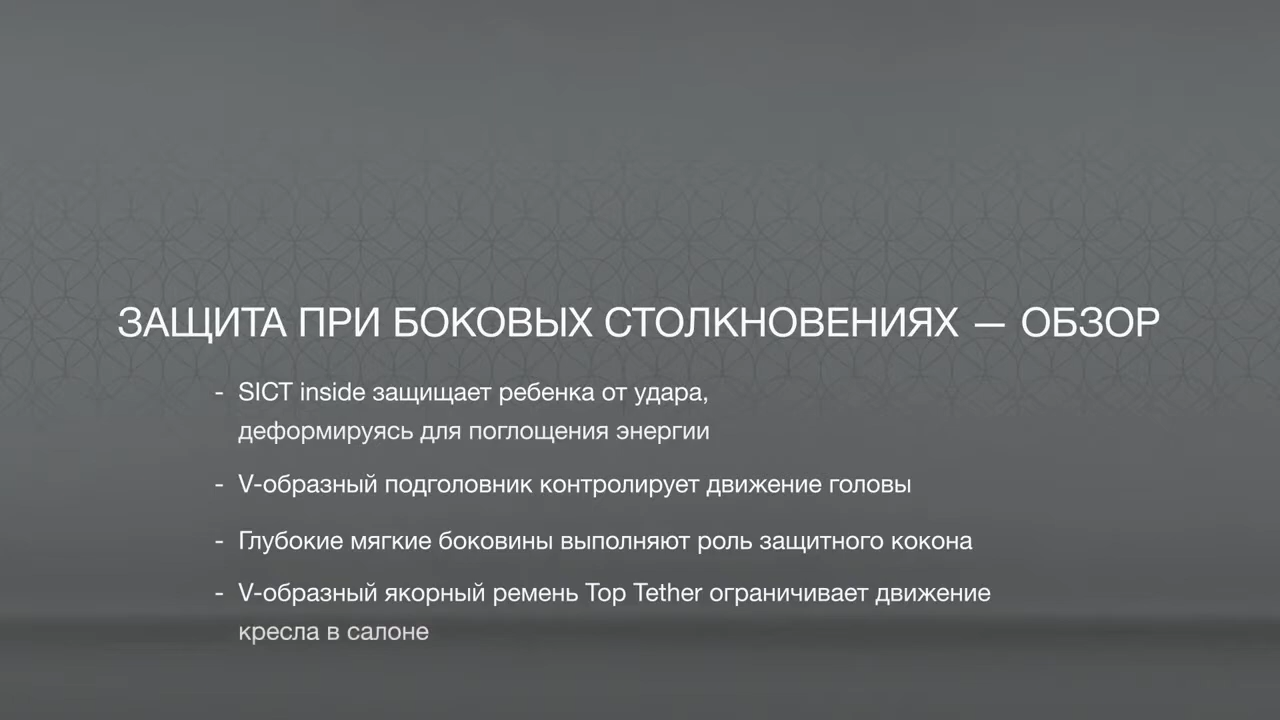 ЗАЩИТА ПРИ БОКОВЫХ СТОЛКНОВЕНИЯХ — ОБЗОР
- SICT inside защищает ребенка от удара,
деформируясь для поглощения энергии
- V-образный подголовник контролирует движение головы
- Глубокие мягкие боковины выполняют роль защитного кокона
- V-образный якорный ремень Top Tether ограничивает движение
кресла в салоне